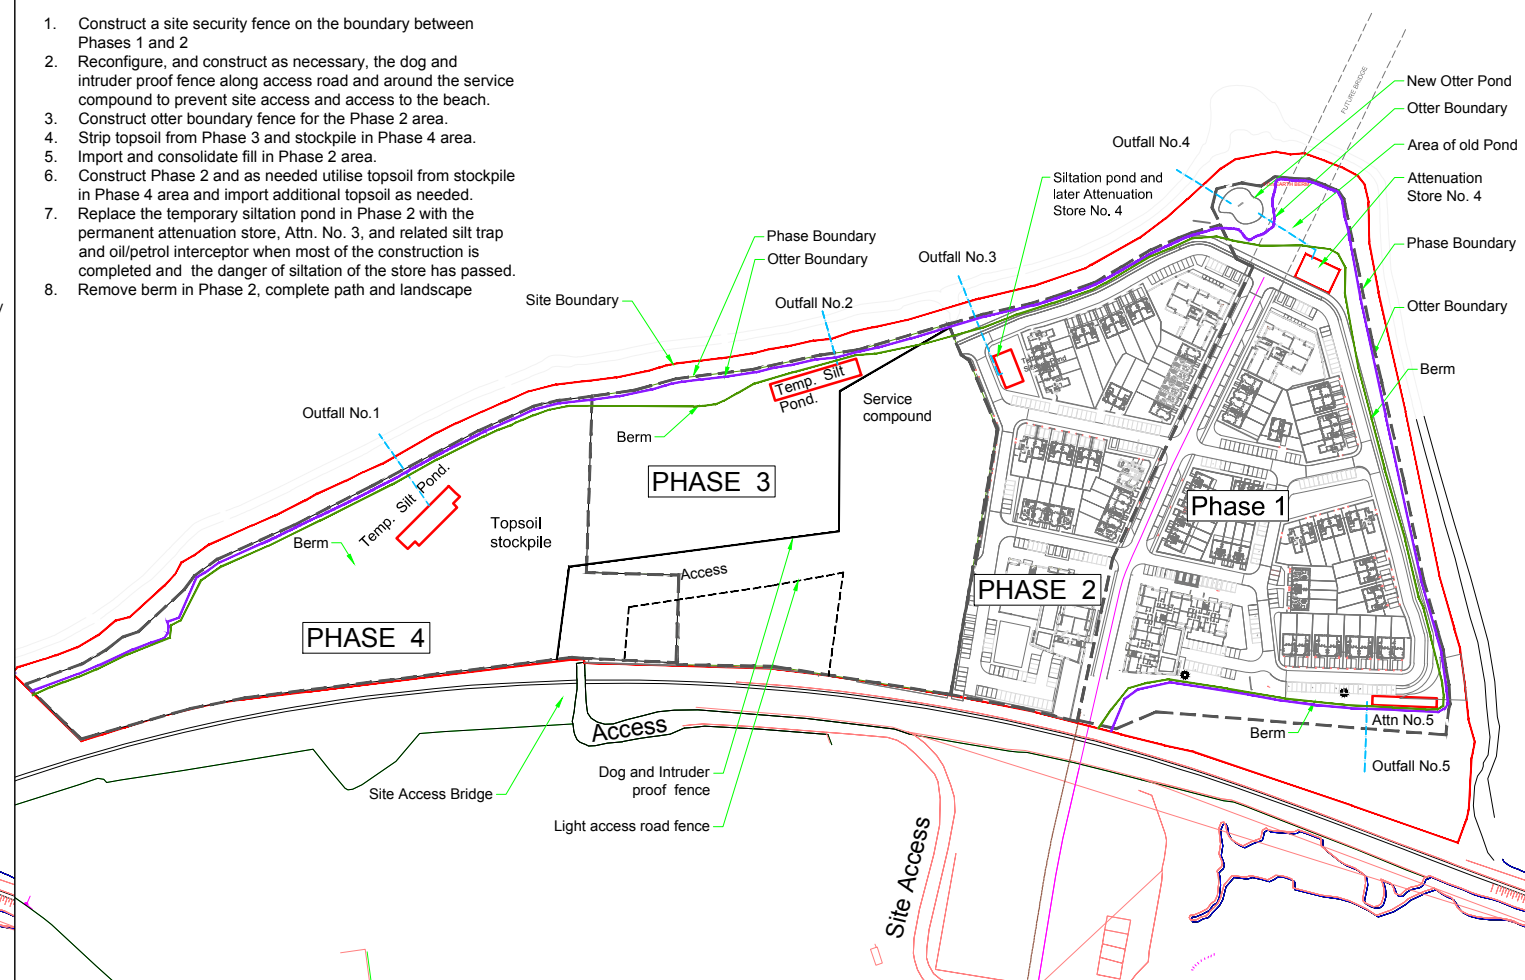 1. Construct a site security fence on the boundary between
Phases 1 and 2
2. Reconfigure, and construct as necessary, the dog and
intruder proof fence along access road and around the service
compound to prevent site access and access to the beach.
3. Construct otter boundary fence for the Phase 2 area.
4. Strip topsoil from Phase 3 and stockpile in Phase 4 area.
5. Import and consolidate fill in Phase 2 area.
6. Construct Phase 2 and as needed utilise topsoil from stockpile
in Phase 4 area and import additional topsoil as needed.
7. Replace the temporary siltation pond in Phase 2 with the
permanent attenuation store, Attn. No. 3, and related silt trap
and oil/petrol interceptor when most of the construction is
completed and the danger of siltation of the store has passed.
8. Remove berm in Phase 2, complete path and landscape
FUTURE BRIDGE
New Otter Pond
Otter Boundary
Area of old Pond
Attenuation
Store No. 4
Phase Boundary
Otter Boundary
Berm
Outfall No.4
Siltation pond and
later Attenuation
Store No. 4
Outfall No.3
Phase Boundary
Otter Boundary
Site Boundary
Outfall No.2
Temp. Silt
Pond.
Service
compound
Outfall No.1
Berm
PHASE 3
Temp. Silt Pond.
Topsoil
stockpile
Berm
Access
PHASE 4
Phase 1
PHASE 2
Attn No.5
Berm
Outfall No.5
Access
Dog and Intruder
proof fence
Site Access Bridge
Light access road fence
Site Access